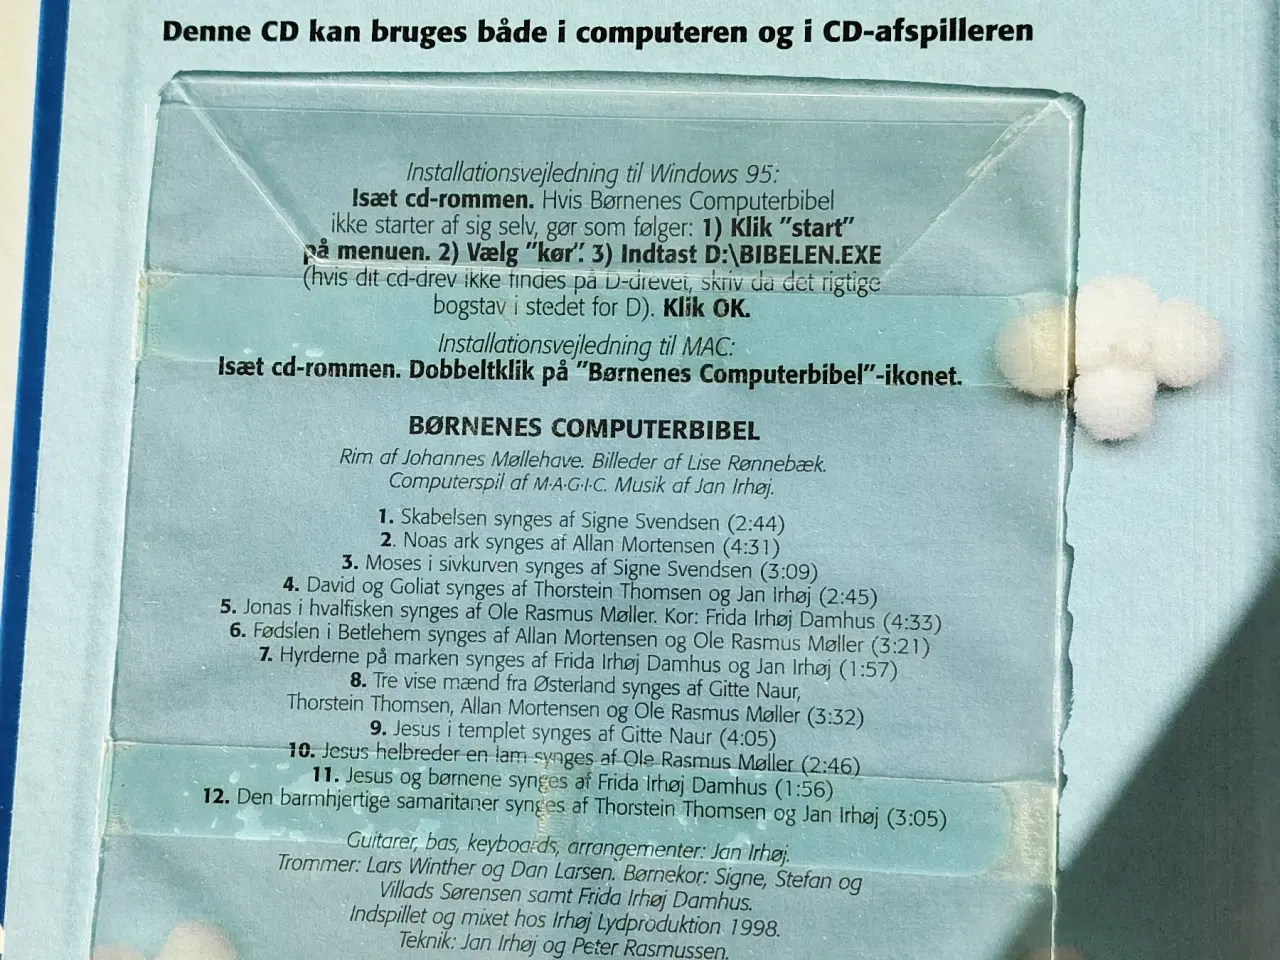 Denne CD kan bruges både i computeren og i CD-afspilleren
Installationsvejledning til Windows 95:
Isæt cd-rommen. Hvis Børnenes Computerbibel
ikke starter af sig selv, gør som følger: 1) Klik ”start”
på menuen. 2) Vælg ”kør”. 3) Indtast D:\BIBELEN.EXE
(hvis dit cd-drev ikke findes på D-drevet, skriv da det rigtige
bogstav i stedet for D). Klik OK.
Installationsvejledning til MAC:
Isæt cd-rommen. Dobbeltklik på ”Børnenes Computerbibel”-ikonet.
BØRNENES COMPUTERBIBEL
Rim af Johannes Møllehave. Billeder af Lise Rønnebæk.
Computerspil af M·A·G·I·C. Musik af Jan Irhøj.
1. Skabelsen synges af Signe Svendsen (2:44)
2. Noas ark synges af Allan Mortensen (4:31)
3. Moses i sivkurven synges af Signe Svendsen (3:09)
4. David og Goliat synges af Thorstein Thomsen og Jan Irhøj (2:45)
5. Jonas i hvalfisken synges af Ole Rasmus Møller. Kor: Frida Irhøj Damhus (4:33)
6. Fødslen i Betlehem synges af Allan Mortensen og Ole Rasmus Møller (3:21)
7. Hyrderne på marken synges af Frida Irhøj Damhus og Jan Irhøj (1:57)
8. Tre vise mænd fra Østerland synges af Gitte Naur,
Thorstein Thomsen, Allan Mortensen og Ole Rasmus Møller (3:32)
9. Jesus i templet synges af Gitte Naur (4:05)
10. Jesus helbreder en lam synges af Ole Rasmus Møller (2:46)
11. Jesus og børnene synges af Frida Irhøj Damhus (1:56)
12. Den barmhjertige samaritaner synges af Thorstein Thomsen og Jan Irhøj (3:05)
Guitarer, bas, keyboards, arrangementer: Jan Irhøj.
Trommer: Lars Winther og Dan Larsen. Børnekor: Signe, Stefan og
Villads Sørensen samt Frida Irhøj Damhus.
Indspillet og mixet hos Irhøj Lydproduktion 1998.
Teknik: Jan Irhøj og Peter Rasmussen.